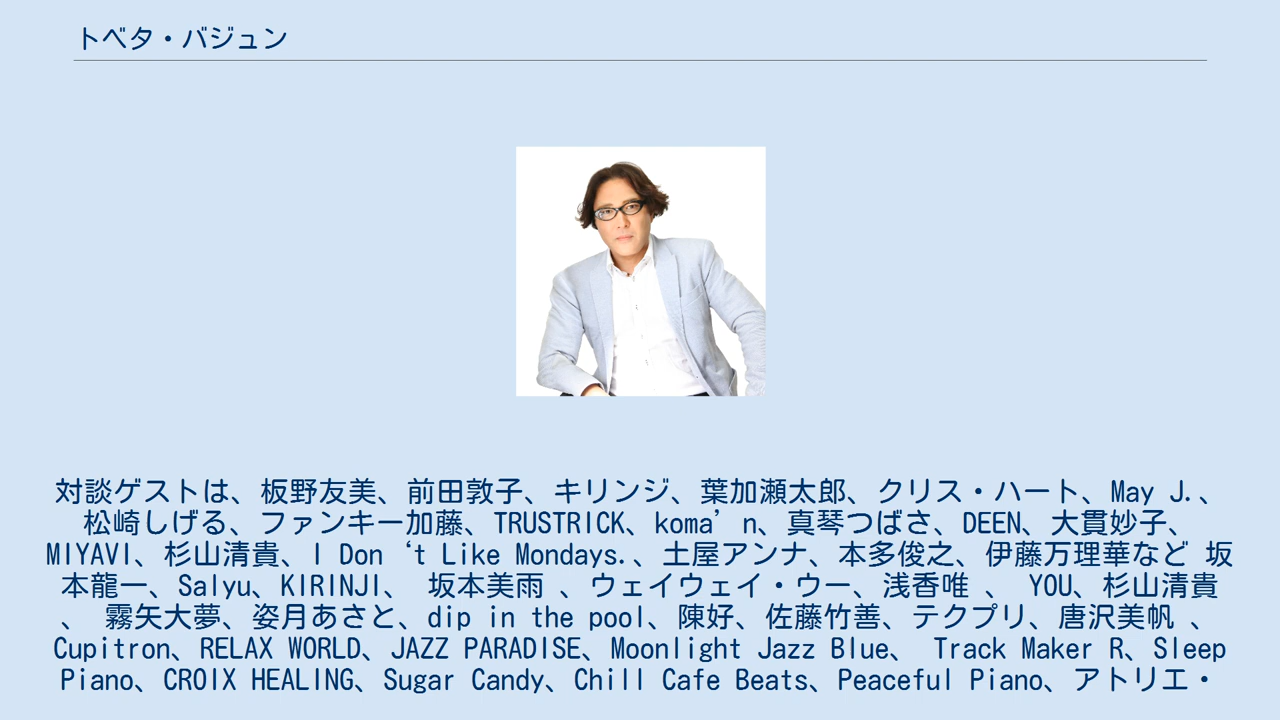 トベタ・バジュン
対談ゲストは、板野友美、前田敦子、キリンジ、葉加瀬太郎、クリス・ハート、May J.、
松崎しげる、ファンキー加藤、TRUSTRICK、koma’n、真琴つばさ、DEEN、大貫妙子、
MIYAVI、杉山清貴、I Don‘t Like Mondays.、土屋アンナ、本多俊之、伊藤万理華など 坂
本龍一、Salyu、KIRINJI、 坂本美雨 、ウェイウェイ・ウー、浅香唯 、 YOU、杉山清貴
、 霧矢大夢、姿月あさと、dip in the pool、陳好、佐藤竹善、テクプリ、唐沢美帆 、
Cupitron、RELAX WORLD、JAZZ PARADISE、Moonlight Jazz Blue、 Track Maker R、Sleep
Piano、CROIX HEALING、Sugar Candy、Chill Cafe Beats、Peaceful Piano、アトリエ・